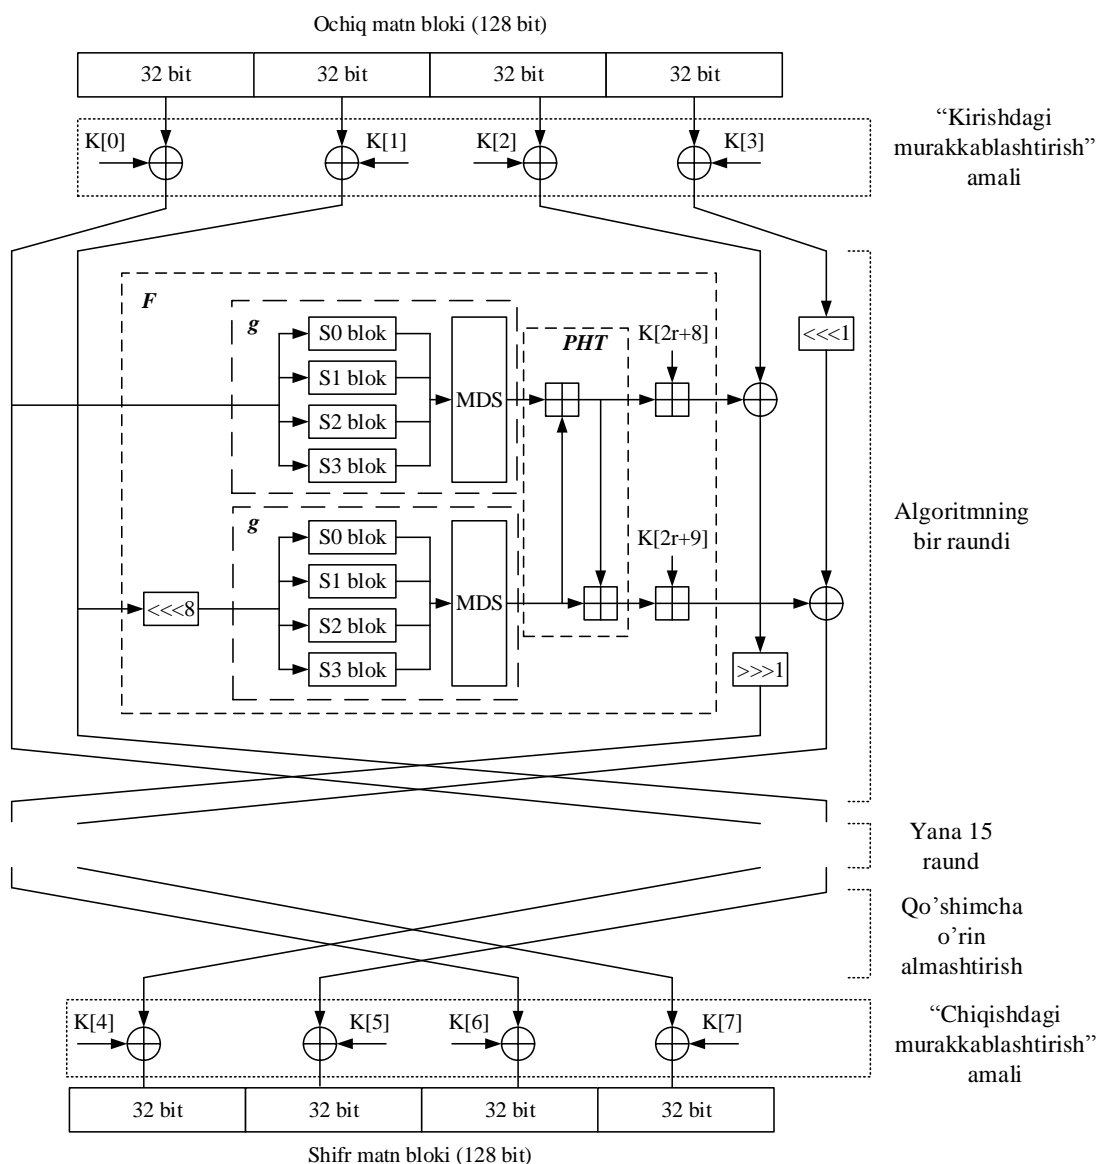 Ochiq matn bloki (128 bit)
32 bit 32 bit 32 bit 32 bit
K[0] K[1] K[2] K[3]
“Kirishdagi
murakkablashtirish”
amali
F
g
S0 blok
S1 blok
S2 blok
S3 blok
MDS
PHT
K[2r+8]
<<<1
g
S0 blok
S1 blok
S2 blok
S3 blok
MDS
K[2r+9]
<<<8
>>>1
Algoritmning
bir raundi
Yana 15
raund
Qo’shimcha
o’rin
almashtirish
K[4] K[5] K[6] K[7]
“Chiqishdagi
murakkablashtirish”
amali
32 bit 32 bit 32 bit 32 bit
Shifr matn bloki (128 bit)